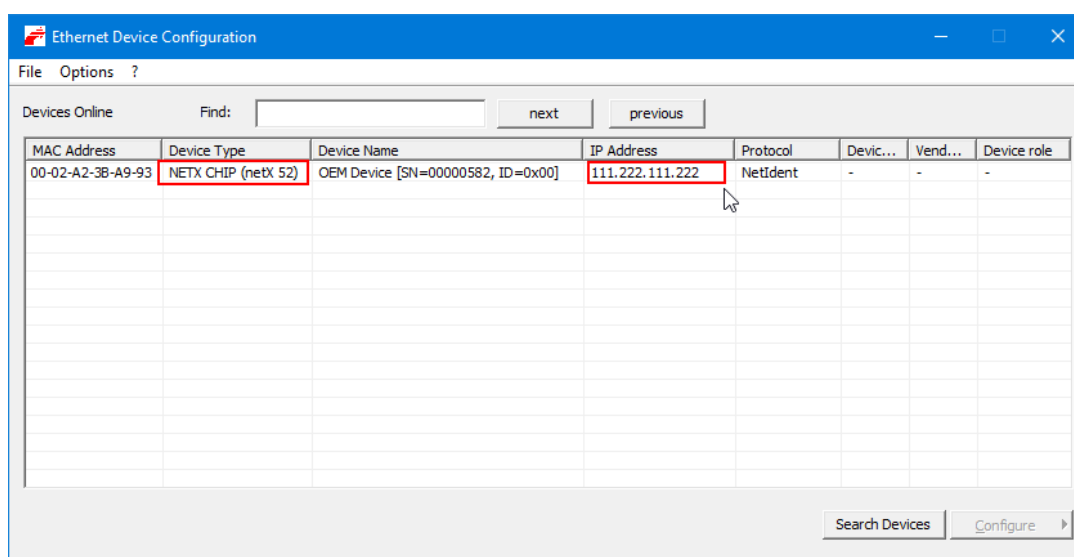 Ethernet Device Configuration
File Options ?
Devices Online Find: next previous
MAC Address Device Type Device Name IP Address Protocol Devic... Vend... Device role
00-02-A2-3B-A9-93 NETX CHIP (netX 52) OEM Device [SN=00000582, ID=0x00] 111.222.111.222 NetIdent - - -
Search Devices Configure